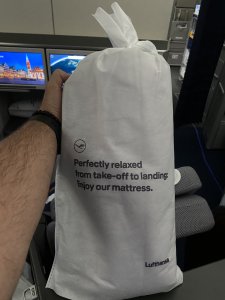 Perfectly relaxed
from take-off to landing:
Enjoy our mattress.
Lufthansa